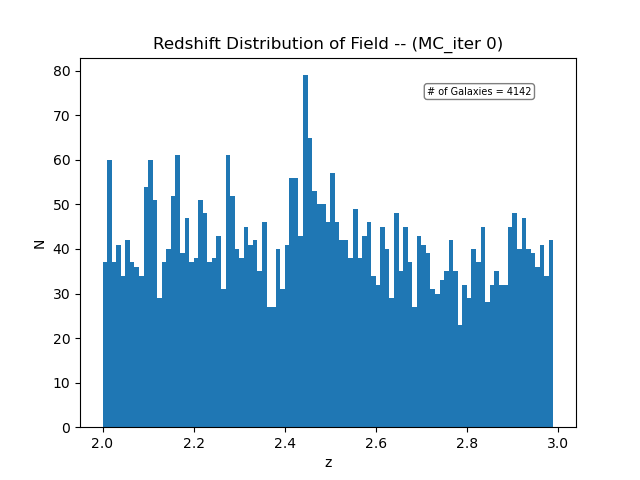 Redshift Distribution of Field -- (MC_iter 0)
# of Galaxies = 4142
80
70
60
50
40
30
20
10
0
N
2.0 2.2 2.4 2.6 2.8 3.0
z